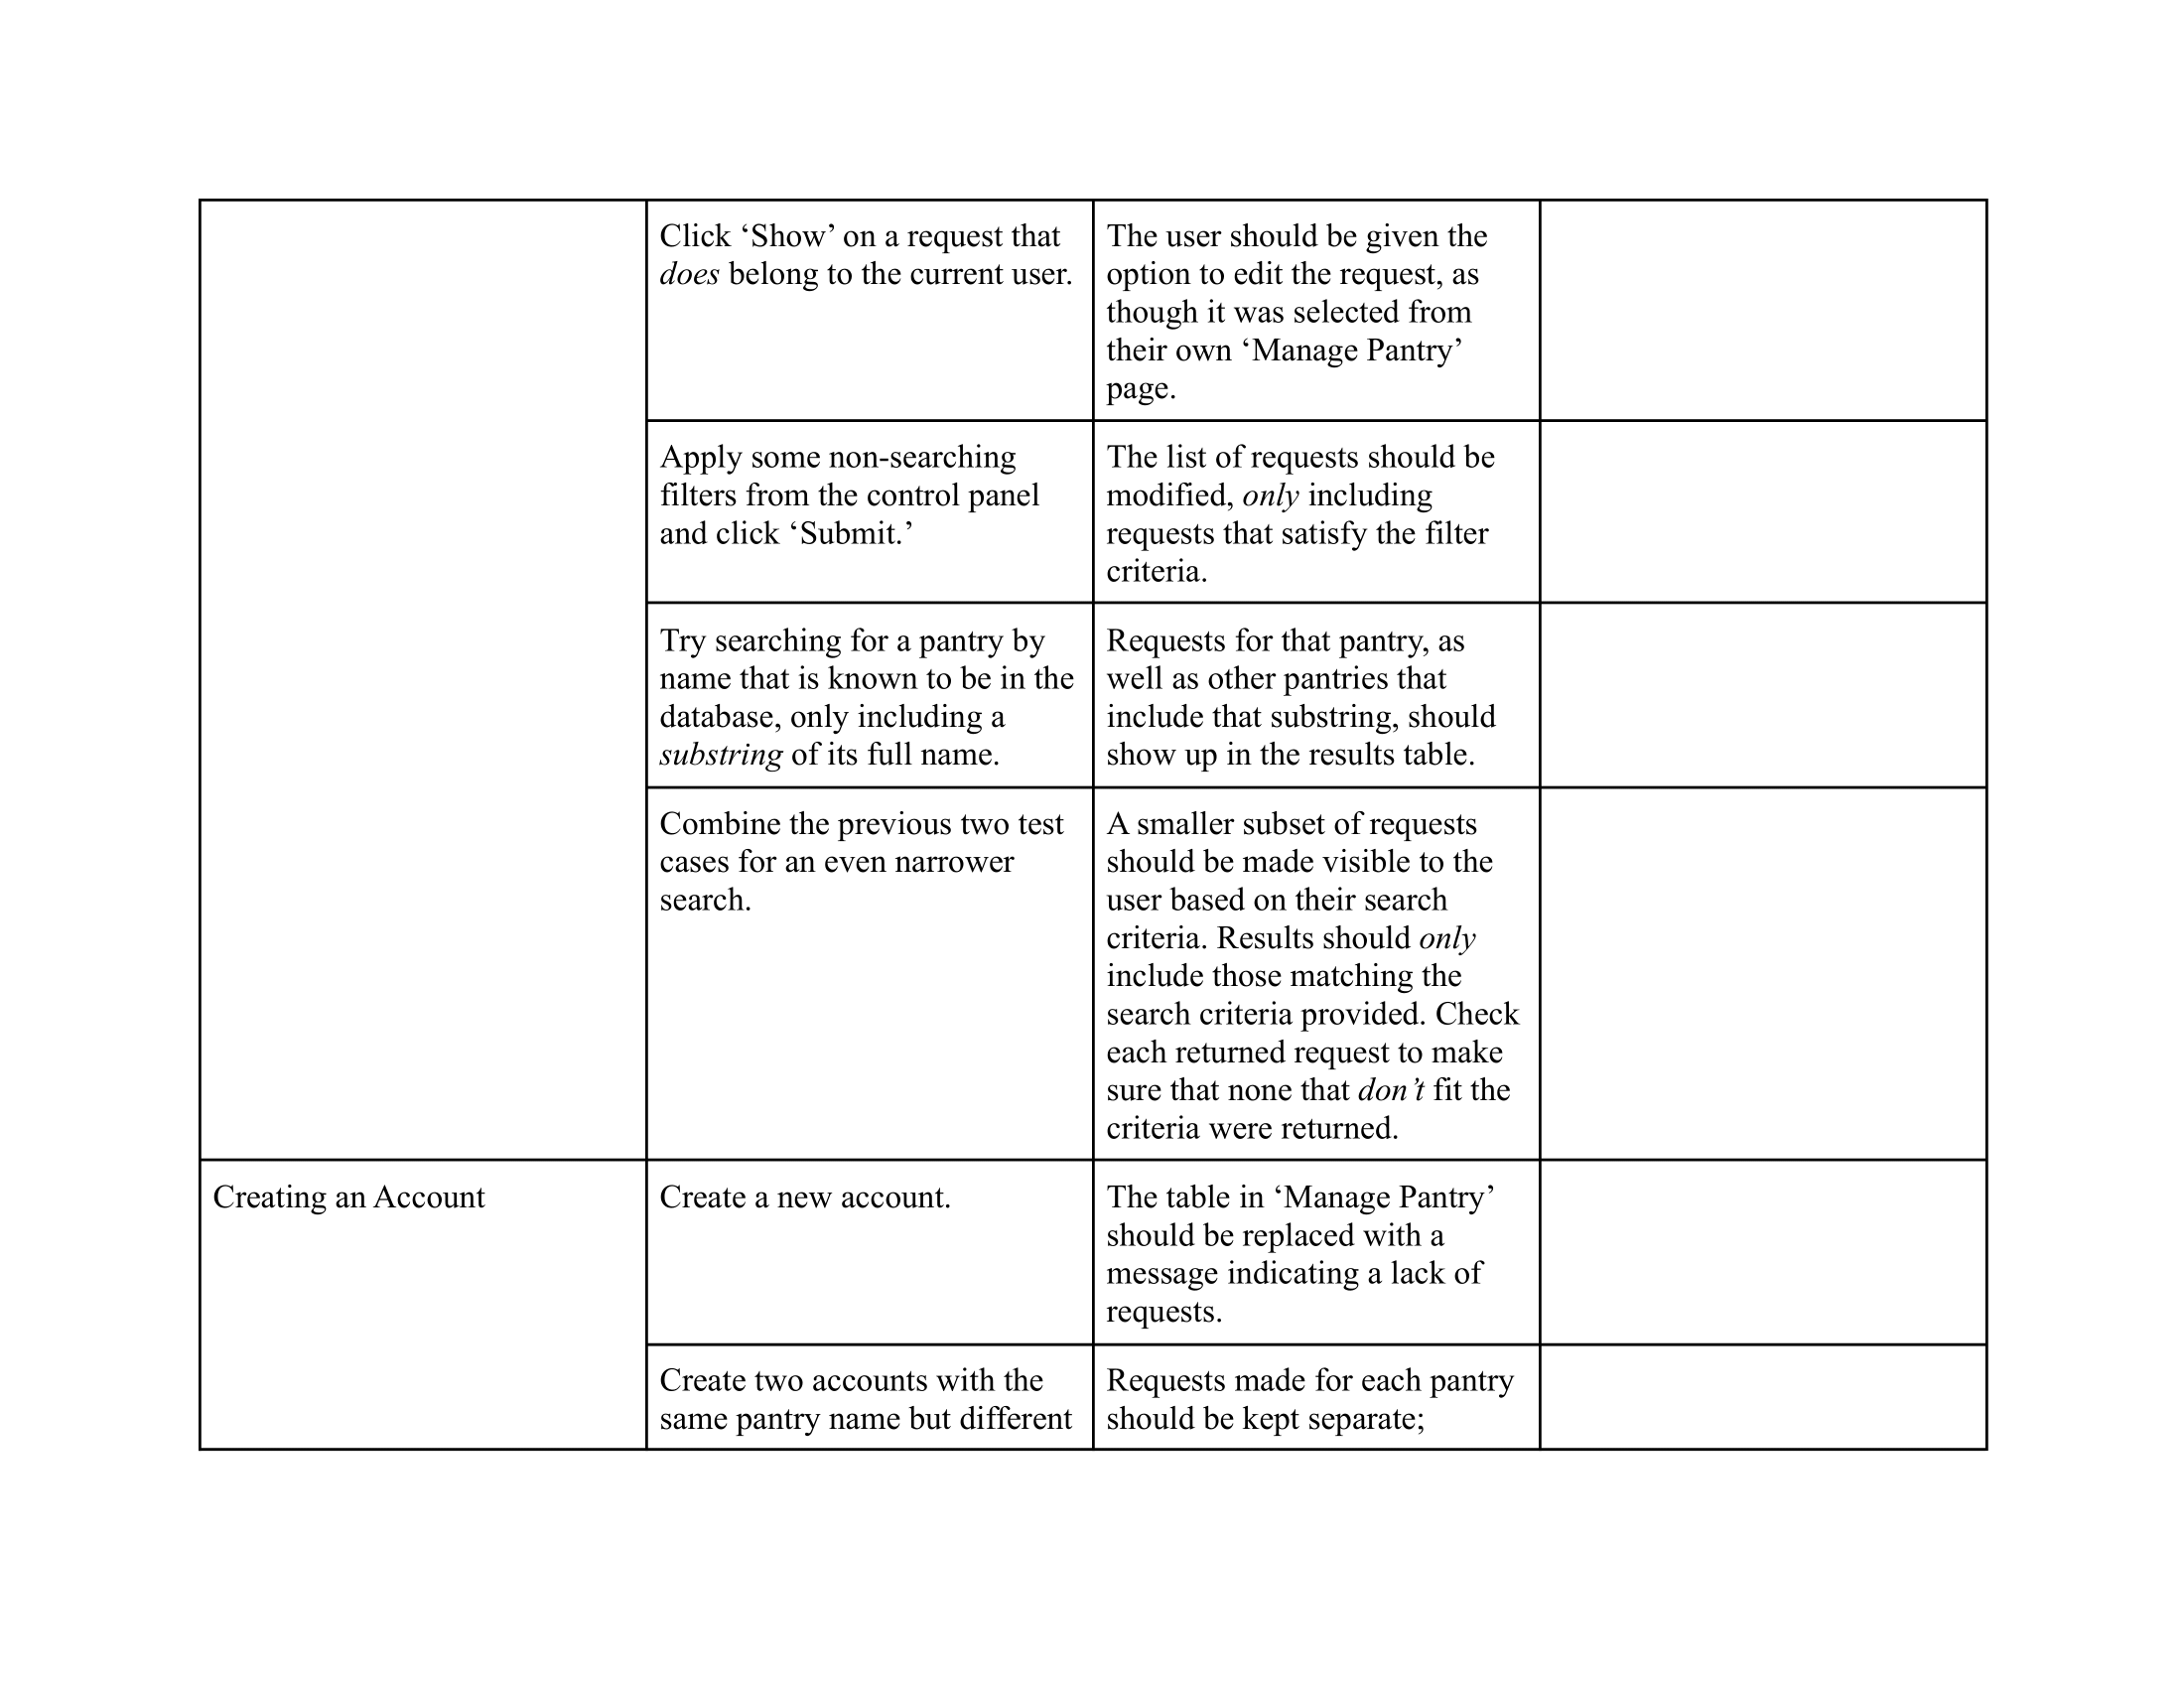 Click ‘Show’ on a request that
does belong to the current user.
The user should be given the
option to edit the request, as
though it was selected from
their own ‘Manage Pantry’
page.
Apply some non-searching
filters from the control panel
and click ‘Submit.’
The list of requests should be
modified, only including
requests that satisfy the filter
criteria.
Try searching for a pantry by
name that is known to be in the
database, only including a
substring of its full name.
Requests for that pantry, as
well as other pantries that
include that substring, should
show up in the results table.
Combine the previous two test
cases for an even narrower
search.
A smaller subset of requests
should be made visible to the
user based on their search
criteria. Results should only
include those matching the
search criteria provided. Check
each returned request to make
sure that none that don’t fit the
criteria were returned.
Creating an Account
Create a new account.
The table in ‘Manage Pantry’
should be replaced with a
message indicating a lack of
requests.
Create two accounts with the
same pantry name but different
Requests made for each pantry
should be kept separate;